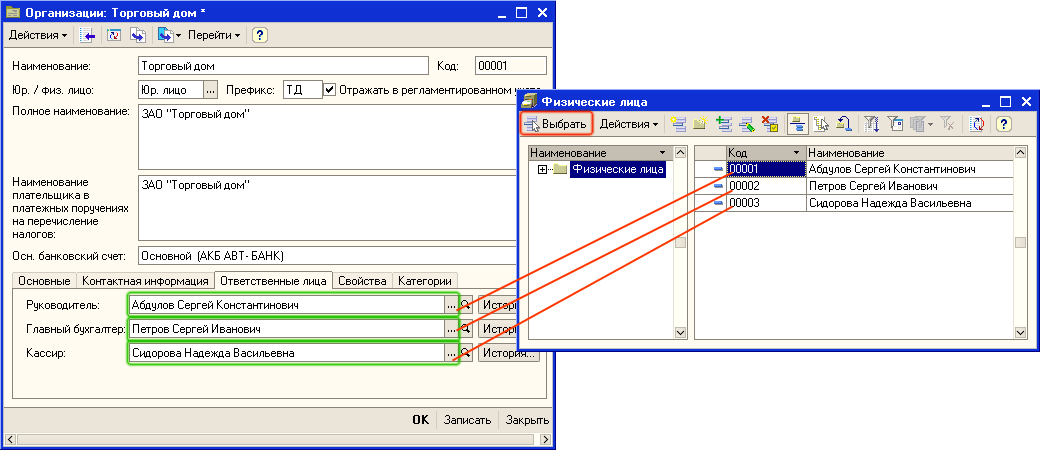 Организации: Торговый дом *
Действия
Перейти
?
Наименование:
Торговый дом
Код:
00001
Юр. / физ. лицо:
Юр. лицо
...
Префикс:
ТД
Отражать в регламентированном
Полное наименование:
ЗАО "Торговый дом"
Наименование
плательщика в
платежных поручениях
на перечисление
налогов:
ЗАО "Торговый дом"
Осн. банковский счет:
Основной (АКБ АВТ- БАНК)
Основные
Контактная информация
Ответственные лица
Свойства
Категории
Руководитель:
Абдулов Сергей Константинович
...
Истори
Главный бухгалтер:
Петров Сергей Иванович
...
Истори
Кассир:
Сидорова Надежда Васильевна
...
История...
OK
Записать
Закрыть
Физические лица
Выбрать
Действия
?
Наименование
Физические лица
Код
Наименование
00001
Абдулов Сергей Константинович
00002
Петров Сергей Иванович
00003
Сидорова Надежда Васильевна